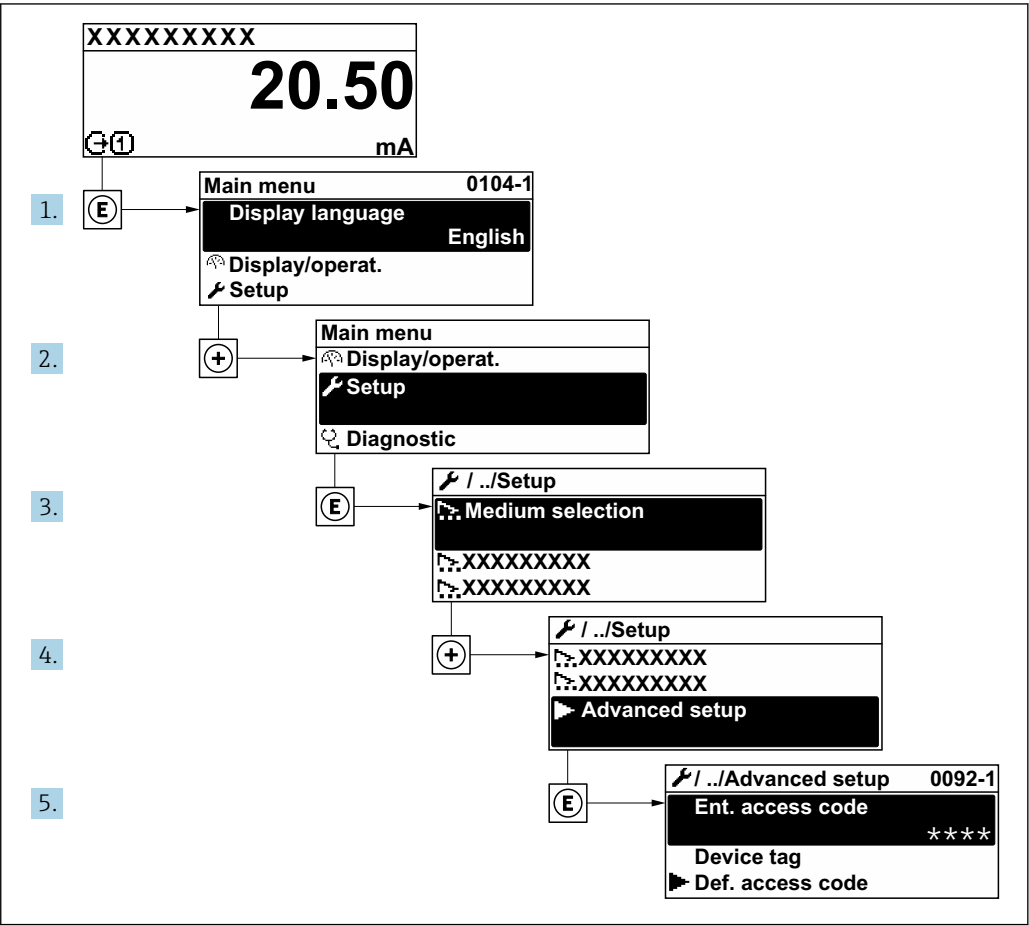 XXXXXXXXX
20.50
1
mA
1.
E
Main menu 0104-1
Display language
English
Display/operat.
Setup
2.
+
Main menu
Display/operat.
Setup
Diagnostic
3.
E
/ ../Setup
Medium selection
XXXXXXXXX
XXXXXXXXX
4.
+
/ ../Setup
XXXXXXXXX
XXXXXXXXX
Advanced setup
5.
E
/ ../Advanced setup 0092-1
Ent. access code
****
Device tag
Def. access code